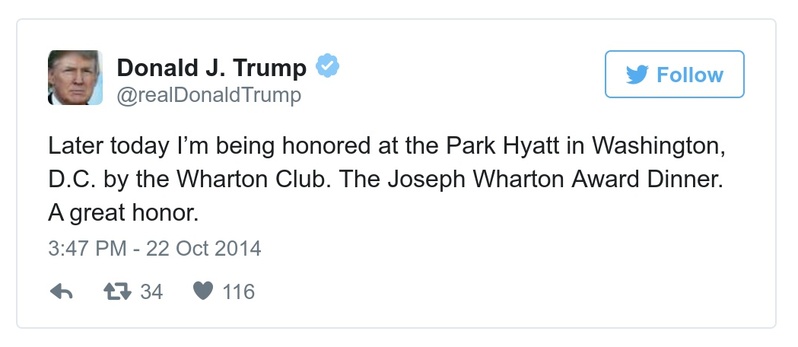 Donald J. Trump
@realDonaldTrump
Follow
Later today I’m being honored at the Park Hyatt in Washington,
D.C. by the Wharton Club. The Joseph Wharton Award Dinner.
A great honor.
3:47 PM - 22 Oct 2014
34 116